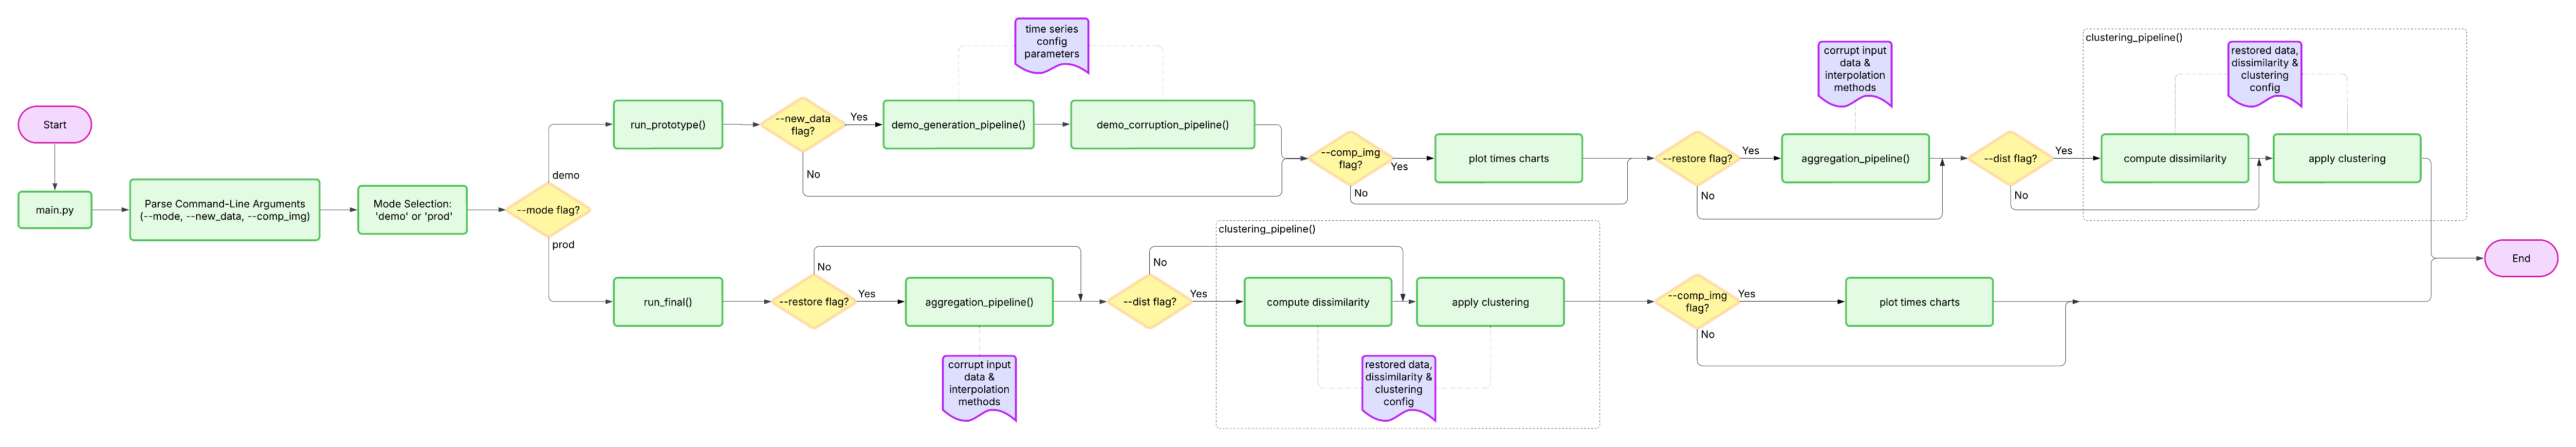 Start
main.py
Parse Command-Line Arguments
(--mode, --new_data, --comp_img)
Mode Selection:
'demo' or 'prod'
--mode flag?
demo
prod
run_prototype()
--new_data
flag?
Yes
No
time series
config
parameters
demo_generation_pipeline()
demo_corruption_pipeline()
--comp_img
flag?
Yes
No
plot times charts
--restore flag?
Yes
No
corrupt input
data &
interpolation
methods
aggregation_pipeline()
--dist flag?
Yes
No
clustering_pipeline()
restored data,
dissimilarity &
clustering
config
compute dissimilarity
apply clustering
run_final()
--restore flag?
No
Yes
aggregation_pipeline()
corrupt input
data &
interpolation
methods
--dist flag?
No
Yes
clustering_pipeline()
compute dissimilarity
apply clustering
restored data,
dissimilarity &
clustering
config
--comp_img
flag?
Yes
No
plot times charts
End